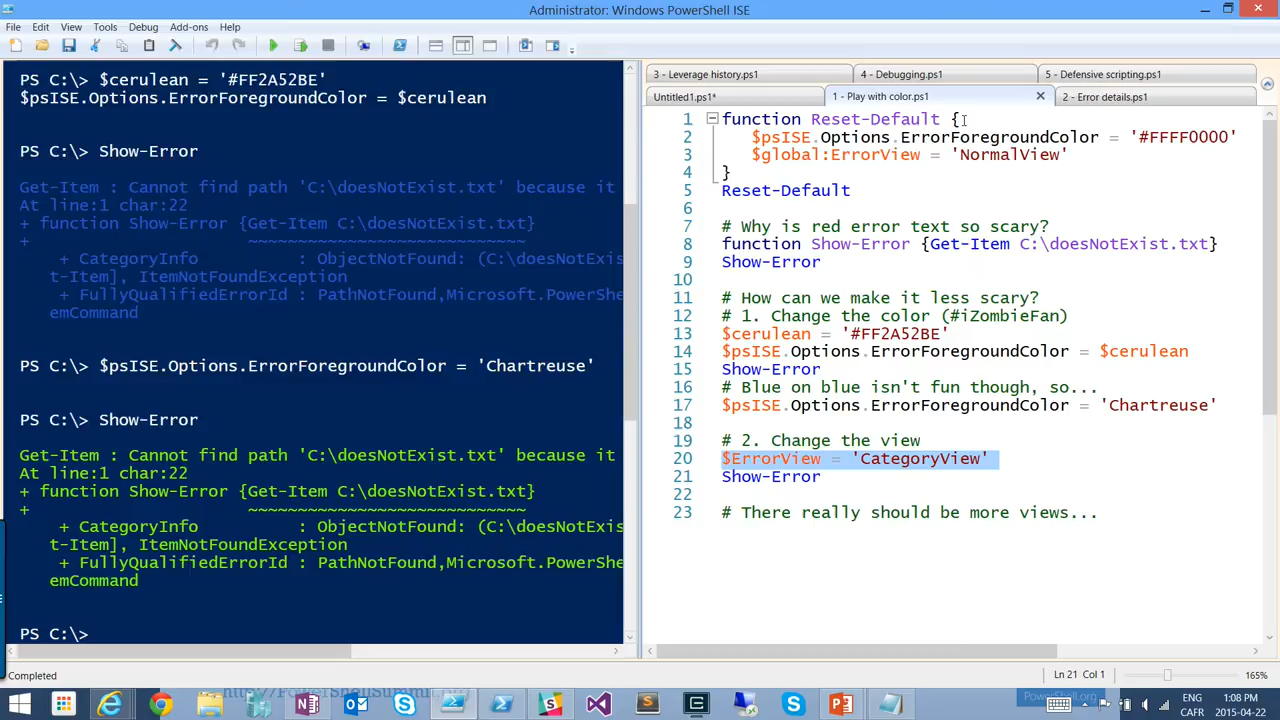 Administrator: Windows PowerShell ISE
File Edit View Tools Debug Add-ons Help
PS C:\> $cerulean = '#FF2A52BE'
$psISE.Options.ErrorForegroundColor = $cerulean
PS C:\> Show-Error
Get-Item : Cannot find path 'C:\doesNotExist.txt' because it
At line:1 char:22
+ function Show-Error {Get-Item C:\doesNotExist.txt}
+ ~~~~~~~~~~~~~~~~~~~~~~~~~~~~
+ CategoryInfo : ObjectNotFound: (C:\doesNotExis
t-Item], ItemNotFoundException
+ FullyQualifiedErrorId : PathNotFound,Microsoft.PowerShe
emCommand
PS C:\> $psISE.Options.ErrorForegroundColor = 'Chartreuse'
PS C:\> Show-Error
Get-Item : Cannot find path 'C:\doesNotExist.txt' because it
At line:1 char:22
+ function Show-Error {Get-Item C:\doesNotExist.txt}
+ ~~~~~~~~~~~~~~~~~~~~~~~~~~~~
+ CategoryInfo : ObjectNotFound: (C:\doesNotExis
t-Item], ItemNotFoundException
+ FullyQualifiedErrorId : PathNotFound,Microsoft.PowerShe
emCommand
PS C:\>
3 - Leverage history.ps1 4 - Debugging.ps1 5 - Defensive scripting.ps1
Untitled1.ps1* 1 - Play with color.ps1 2 - Error details.ps1
1 function Reset-Default {
2 $psISE.Options.ErrorForegroundColor = '#FFFF0000'
3 $global:ErrorView = 'NormalView'
4 }
5 Reset-Default
6
7 # Why is red error text so scary?
8 function Show-Error {Get-Item C:\doesNotExist.txt}
9 Show-Error
10
11 # How can we make it less scary?
12 # 1. Change the color (#iZombieFan)
13 $cerulean = '#FF2A52BE'
14 $psISE.Options.ErrorForegroundColor = $cerulean
15 Show-Error
16 # Blue on blue isn't fun though, so...
17 $psISE.Options.ErrorForegroundColor = 'Chartreuse'
18
19 # 2. Change the view
20 $ErrorView = 'CategoryView'
21 Show-Error
22
23 # There really should be more views...
Completed Ln 21 Col 1 165%
PowerShell.org
ENG 1:08 PM
CAFR 2015-04-22